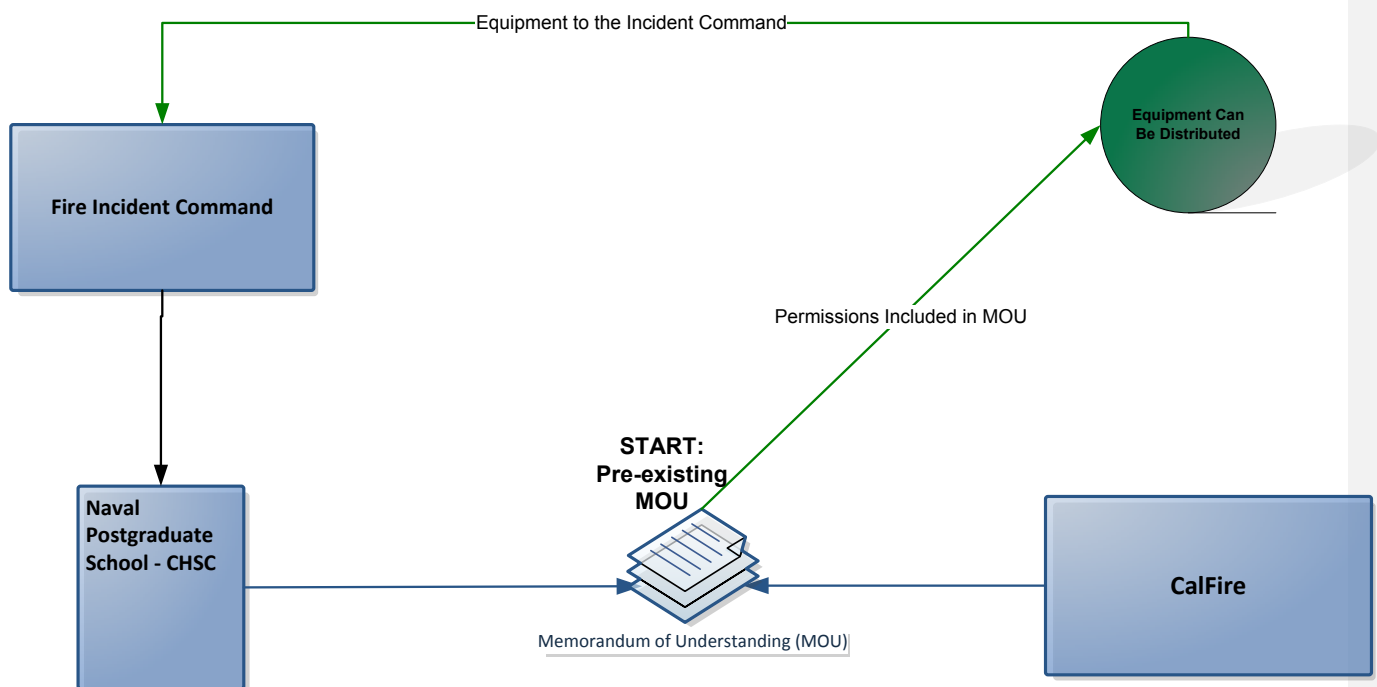 Equipment to the Incident Command
Equipment Can
Be Distributed
Fire Incident Command
Permissions Included in MOU
START:
Pre-existing
MOU
Naval
Postgraduate
School - CHSC
CalFire
Memorandum of Understanding (MOU)